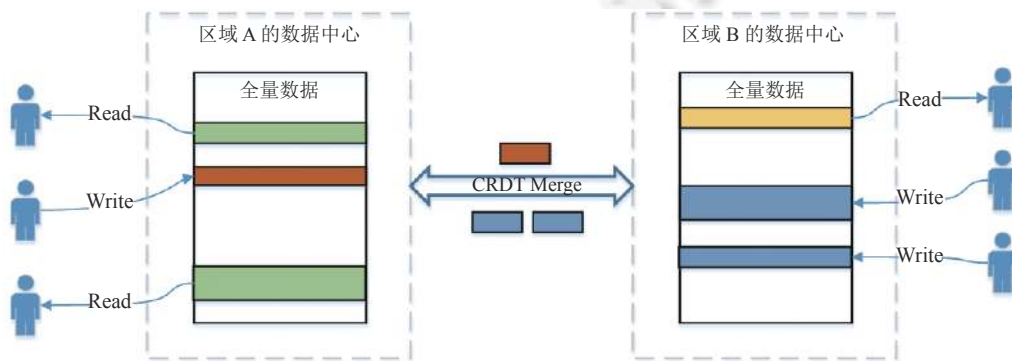 区域 A 的数据中心
区域 B 的数据中心
全量数据
全量数据
Read
Read
CRDT Merge
Write
Write
Write
Read